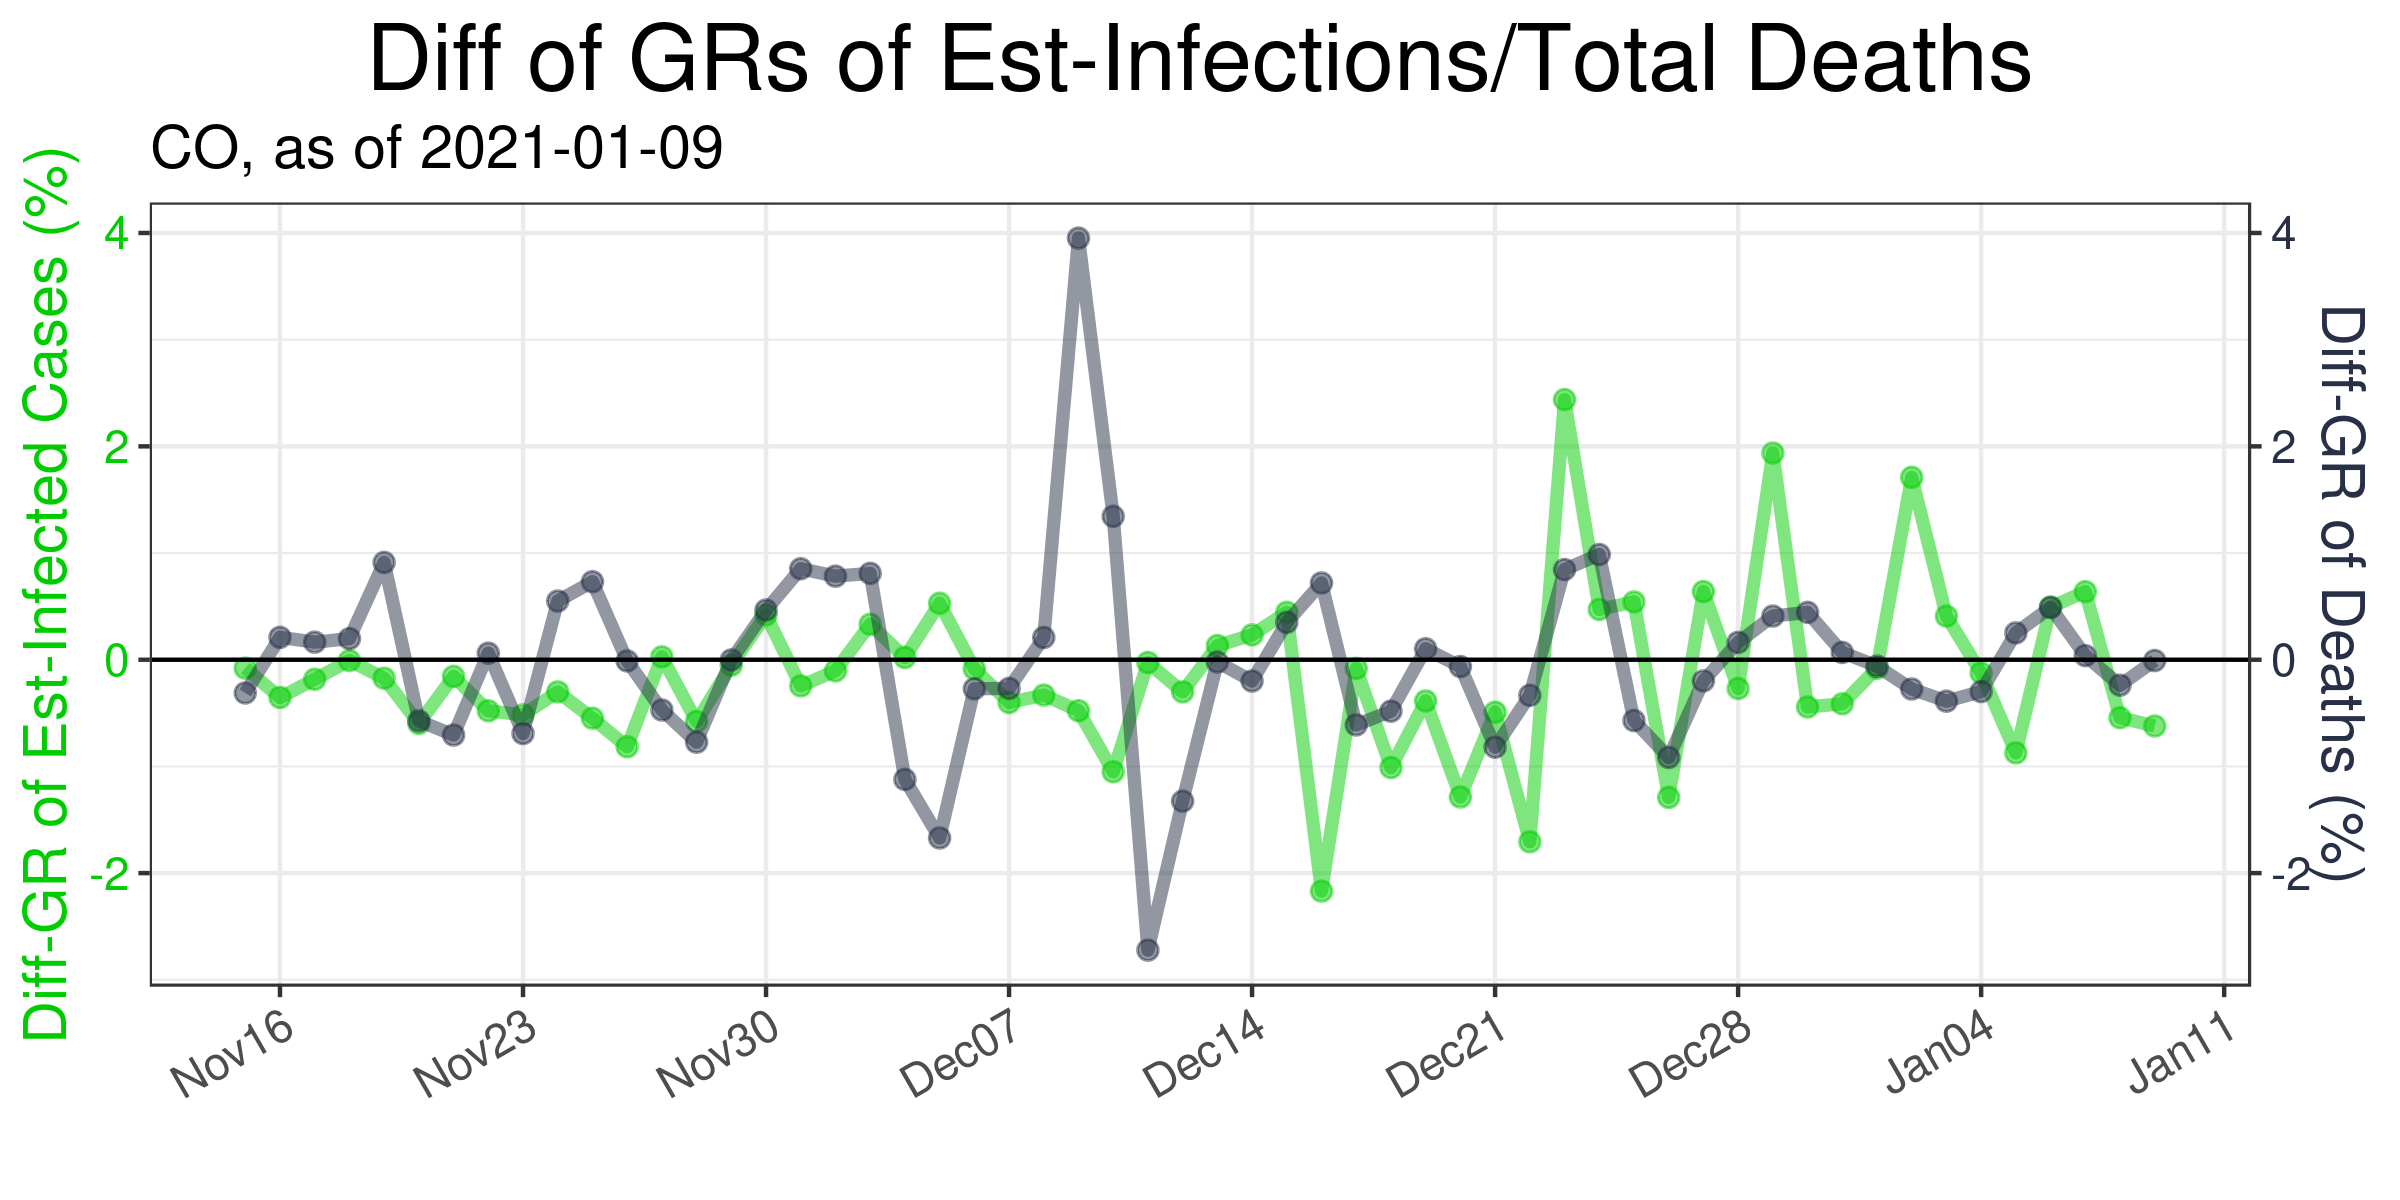 Diff of GRs of Est-Infections/Total Deaths
CO, as of 2021-01-09
Diff-GR of Est-Infected Cases (%)
4
2
0
-2
4
2
0
-2
Diff-GR of Deaths (%)
Nov16
Nov23
Nov30
Dec07
Dec14
Dec21
Dec28
Jan04
Jan11